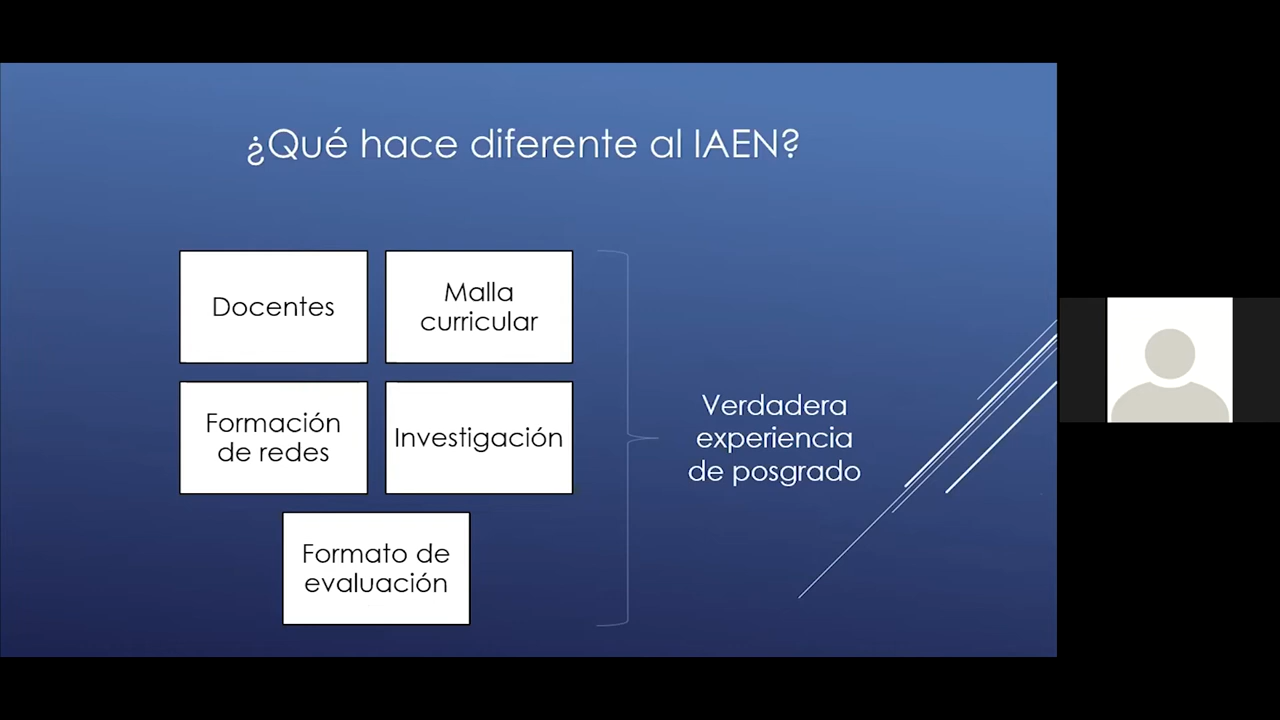 ¿Qué hace diferente al IAEN?
Docentes
Malla
curricular
Formación
de redes
Investigación
Formato de
evaluación
Verdadera
experiencia
de posgrado